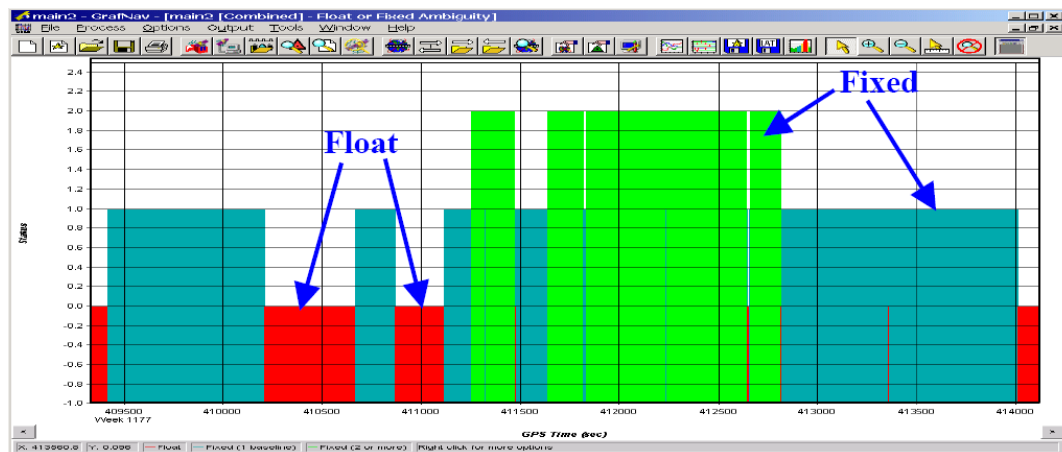 main2 - GrafNav - [main2 [Combined] - Float or Fixed Ambiguity]
File Process Options Output Tools Window Help
LAT
2.4
2.2
2.0
1.8
1.6
1.4
1.2
1.0
0.8
0.6
0.4
0.2
0.0
-0.2
-0.4
-0.6
-0.8
-1.0
Status
Float
Fixed
409500 410000 410500 411000 411500 412000 412500 413000 413500 414000
Week 1177
GPS Time (sec)
Y: 0.096 Float Fixed (1 baseline) Fixed (2 or more) Right click for more options